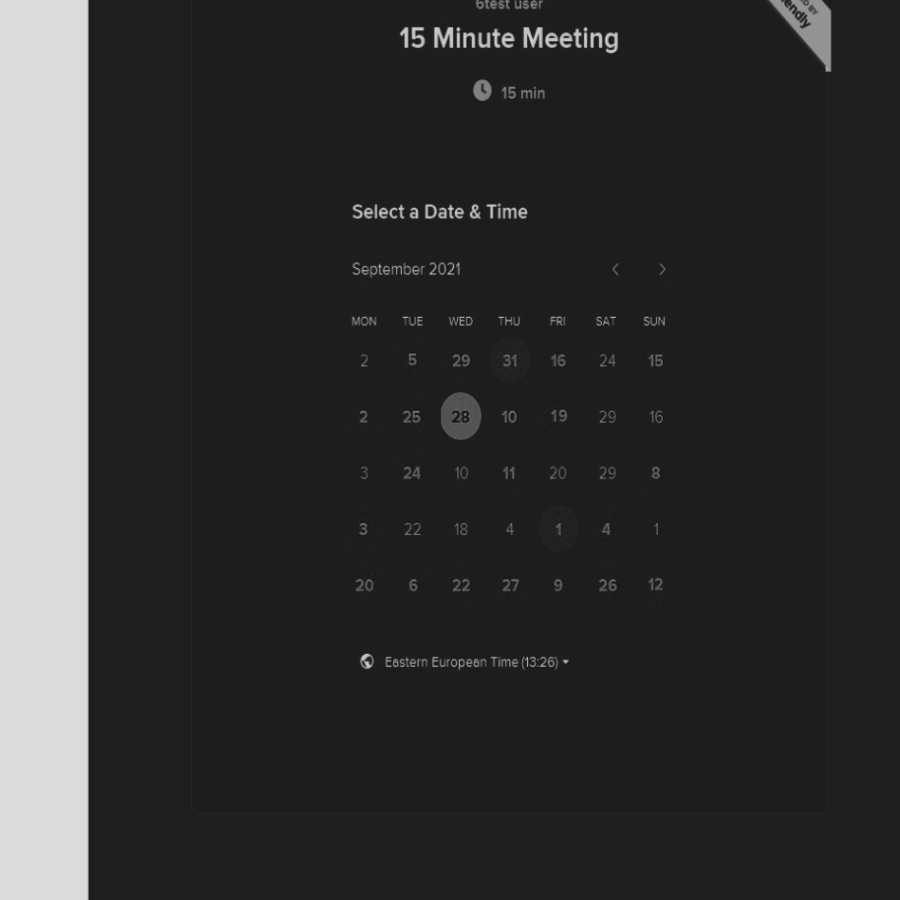 6test user
15 Minute Meeting
15 min
Select a Date & Time
September 2021
MON TUE WED THU FRI SAT SUN
2 5 29 31 16 24 15
2 25 28 10 19 29 16
3 24 10 11 20 29 8
3 22 18 4 1 4 1
20 6 22 27 9 26 12
Eastern European Time (13:26)